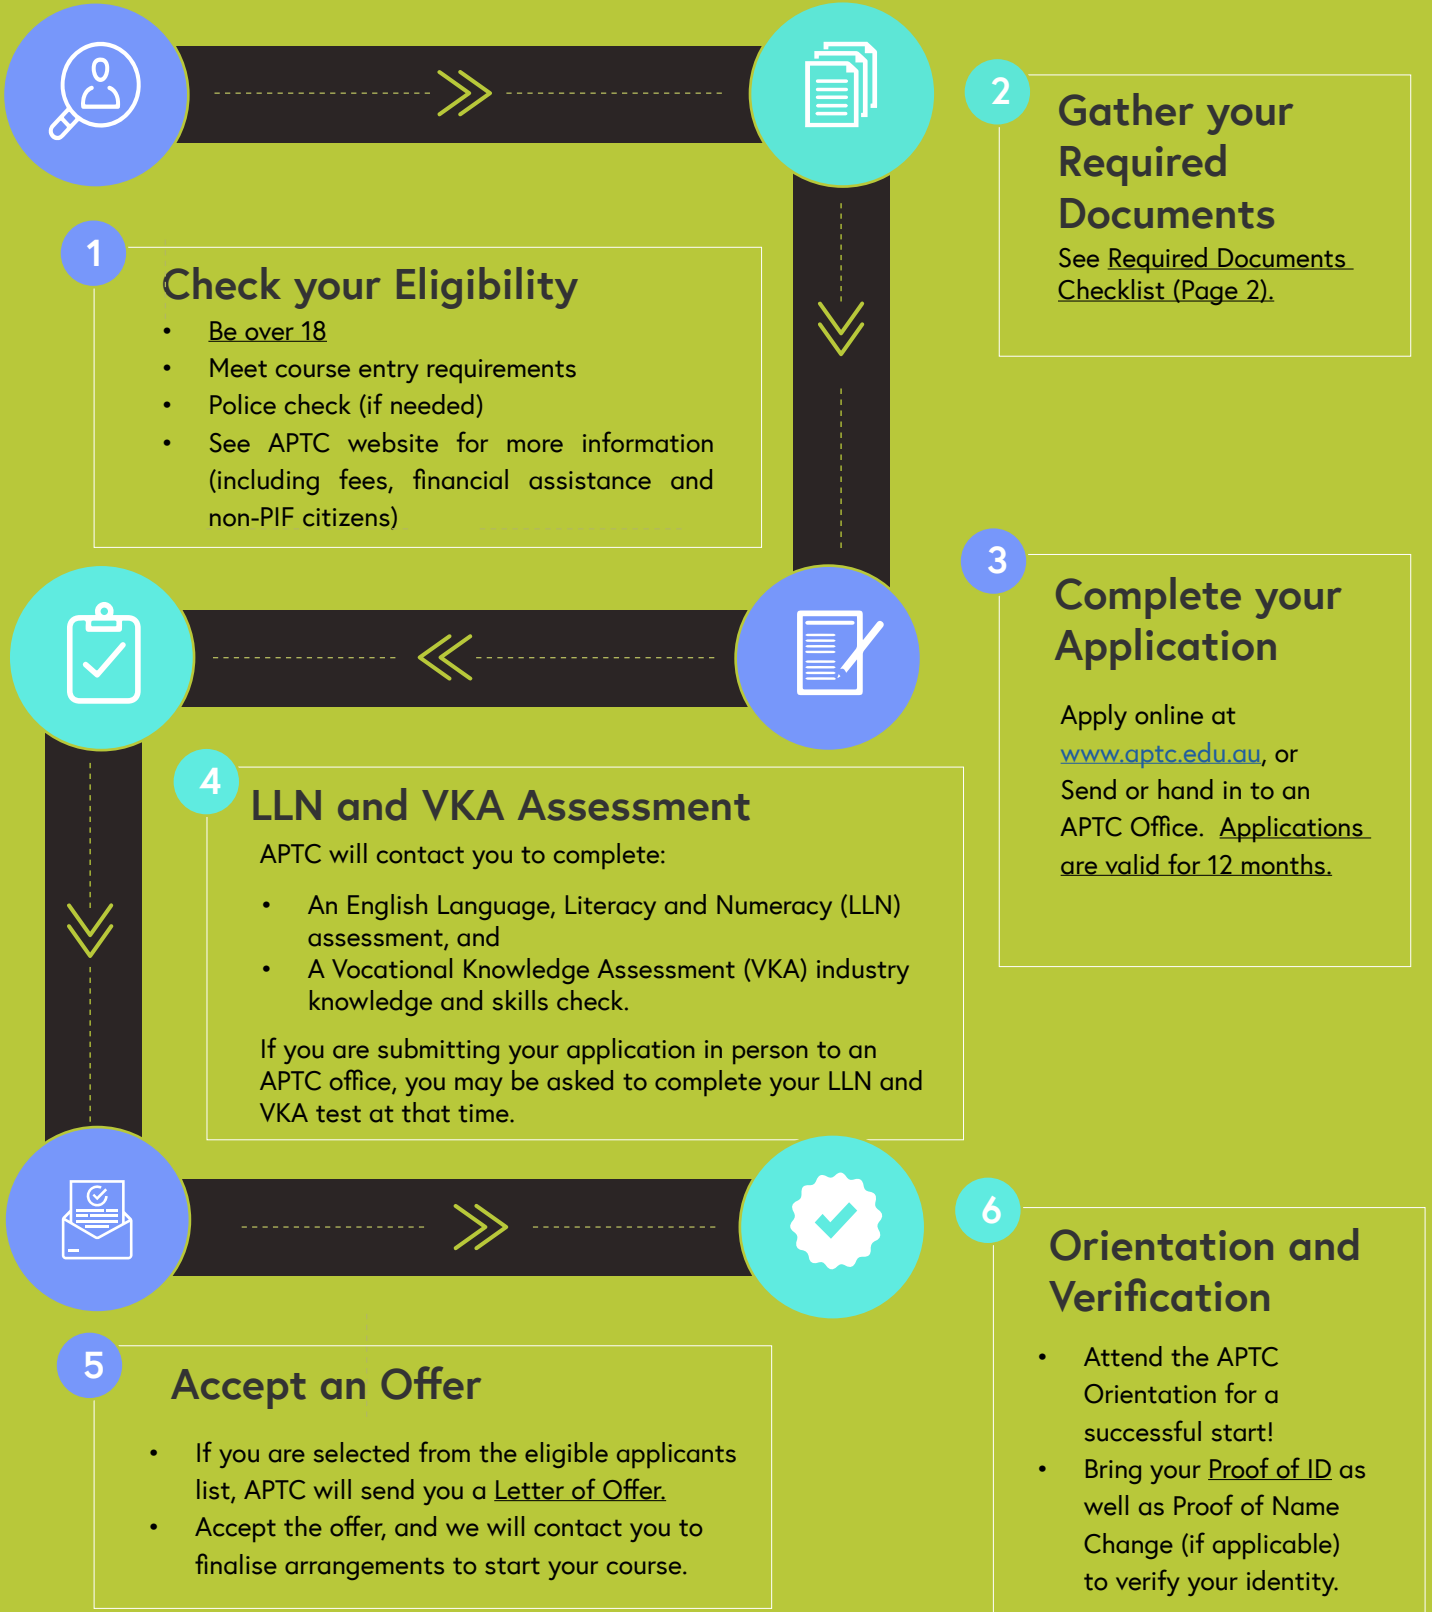 1
Check your Eligibility
• Be over 18
• Meet course entry requirements
• Police check (if needed)
• See APTC website for more information
(including fees, financial assistance and
non-PIF citizens)
2
Gather your
Required
Documents
See Required Documents
Checklist (Page 2).
3
Complete your
Application
Apply online at
www.aptc.edu.au, or
Send or hand in to an
APTC Office. Applications
are valid for 12 months.
4
LLN and VKA Assessment
APTC will contact you to complete:
• An English Language, Literacy and Numeracy (LLN)
assessment, and
• A Vocational Knowledge Assessment (VKA) industry
knowledge and skills check.
If you are submitting your application in person to an
APTC office, you may be asked to complete your LLN and
VKA test at that time.
5
Accept an Offer
• If you are selected from the eligible applicants
list, APTC will send you a Letter of Offer.
• Accept the offer, and we will contact you to
finalise arrangements to start your course.
6
Orientation and
Verification
• Attend the APTC
Orientation for a
successful start!
• Bring your Proof of ID as
well as Proof of Name
Change (if applicable)
to verify your identity.